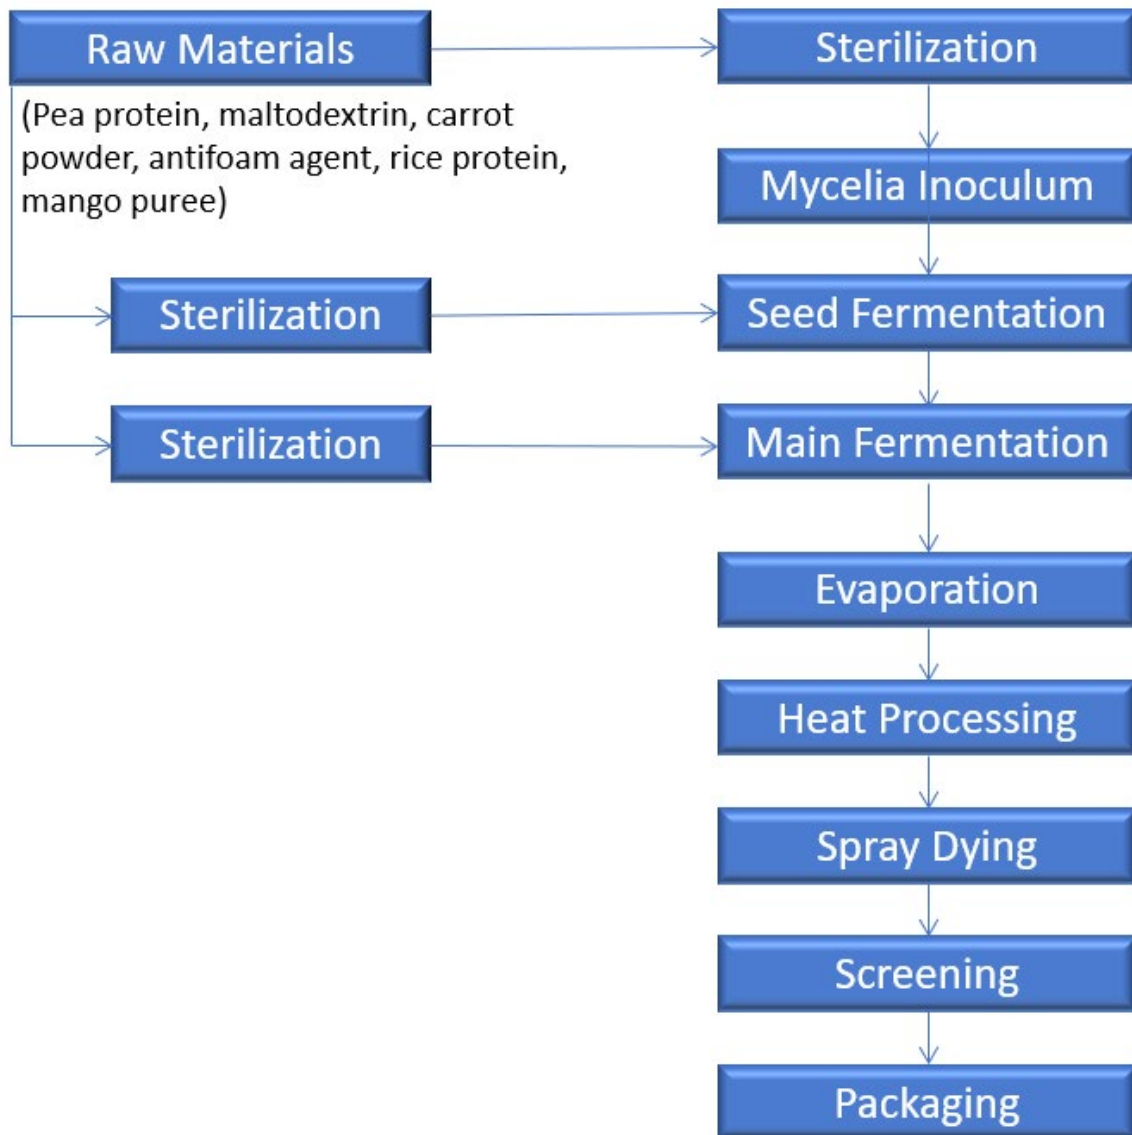 Raw Materials
Sterilization
(Pea protein, maltodextrin, carrot
powder, antifoam agent, rice protein,
mango puree)
Mycelia Inoculum
Sterilization
Seed Fermentation
Sterilization
Main Fermentation
Evaporation
Heat Processing
Spray Dying
Screening
Packaging